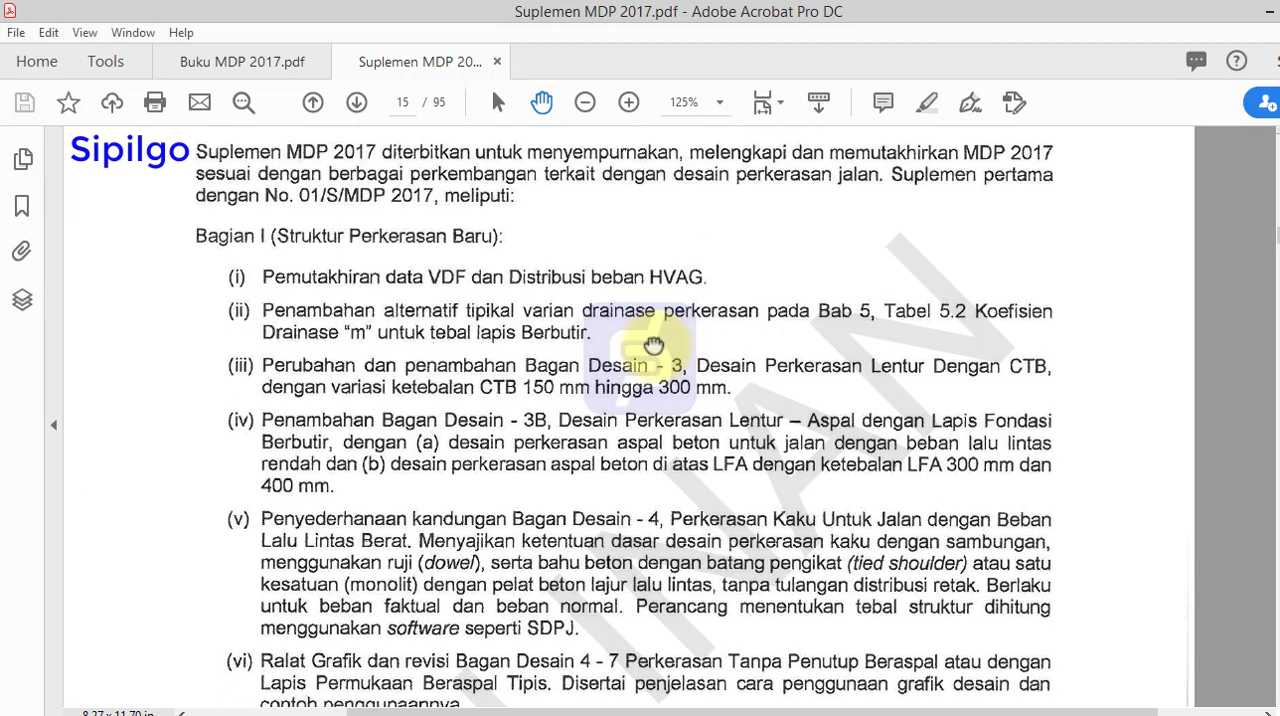 Suplemen MDP 2017.pdf - Adobe Acrobat Pro DC
File Edit View Window Help
Home Tools Buku MDP 2017.pdf Suplemen MDP 20... ×
15 / 95 125%
Sipilgo
Suplemen MDP 2017 diterbitkan untuk menyempurnakan, melengkapi dan memutakhirkan MDP 2017
sesuai dengan berbagai perkembangan terkait dengan desain perkerasan jalan. Suplemen pertama
dengan No. 01/S/MDP 2017, meliputi:
Bagian I (Struktur Perkerasan Baru):
(i) Pemutakhiran data VDF dan Distribusi beban HVAG.
(ii) Penambahan alternatif tipikal varian drainase perkerasan pada Bab 5, Tabel 5.2 Koefisien
Drainase “m” untuk tebal lapis Berbutir.
(iii) Perubahan dan penambahan Bagan Desain - 3, Desain Perkerasan Lentur Dengan CTB,
dengan variasi ketebalan CTB 150 mm hingga 300 mm.
(iv) Penambahan Bagan Desain - 3B, Desain Perkerasan Lentur – Aspal dengan Lapis Fondasi
Berbutir, dengan (a) desain perkerasan aspal beton untuk jalan dengan beban lalu lintas
rendah dan (b) desain perkerasan aspal beton di atas LFA dengan ketebalan LFA 300 mm dan
400 mm.
(v) Penyederhanaan kandungan Bagan Desain - 4, Perkerasan Kaku Untuk Jalan dengan Beban
Lalu Lintas Berat. Menyajikan ketentuan dasar desain perkerasan kaku dengan sambungan,
menggunakan ruji (dowel), serta bahu beton dengan batang pengikat (tied shoulder) atau satu
kesatuan (monolit) dengan pelat beton lajur lalu lintas, tanpa tulangan distribusi retak. Berlaku
untuk beban faktual dan beban normal. Perancang menentukan tebal struktur dihitung
menggunakan software seperti SDPJ.
(vi) Ralat Grafik dan revisi Bagan Desain 4 - 7 Perkerasan Tanpa Penutup Beraspal atau dengan
Lapis Permukaan Beraspal Tipis. Disertai penjelasan cara penggunaan grafik desain dan
contoh penggunaannya.
8,27 x 11,70 in